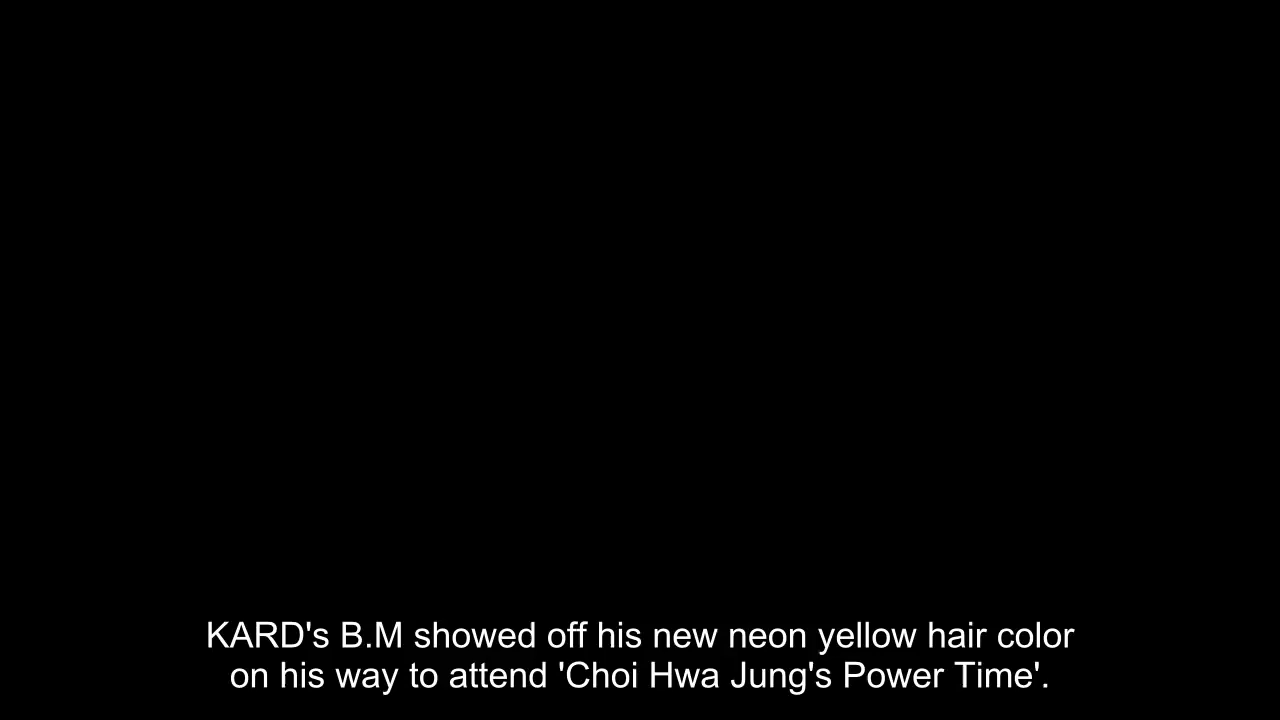 KARD's B.M showed off his new neon yellow hair color
on his way to attend 'Choi Hwa Jung's Power Time'.